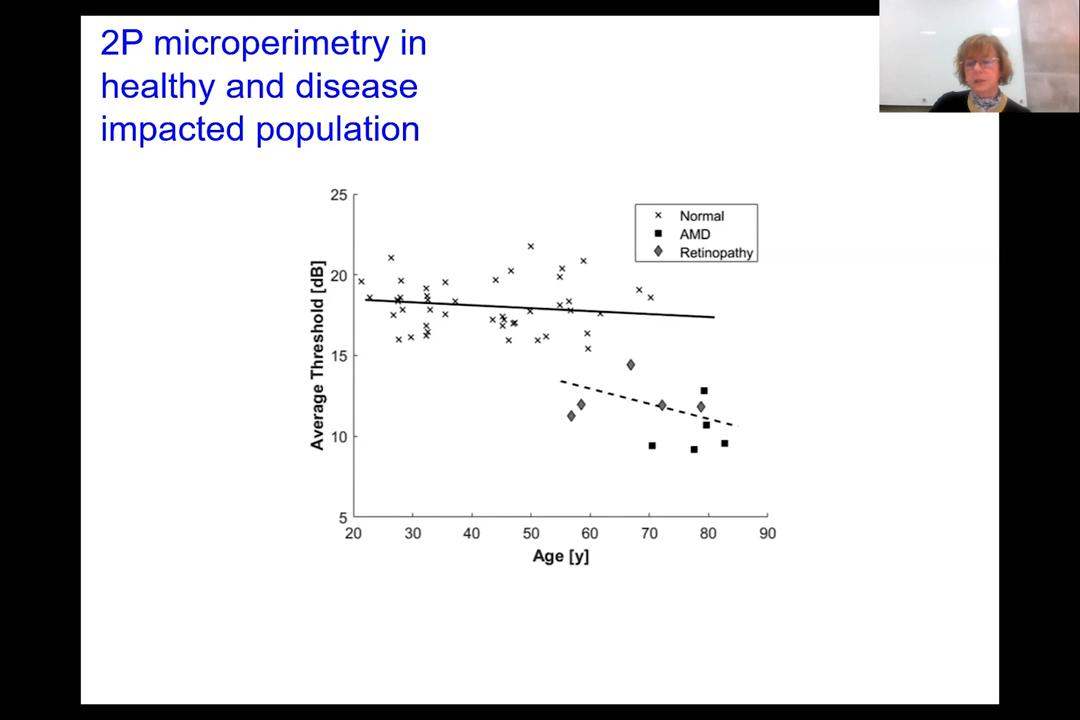 2P microperimetry in
healthy and disease
impacted population
25
20
15
10
5
Average Threshold [dB]
Normal
AMD
Retinopathy
20 30 40 50 60 70 80 90
Age [y]